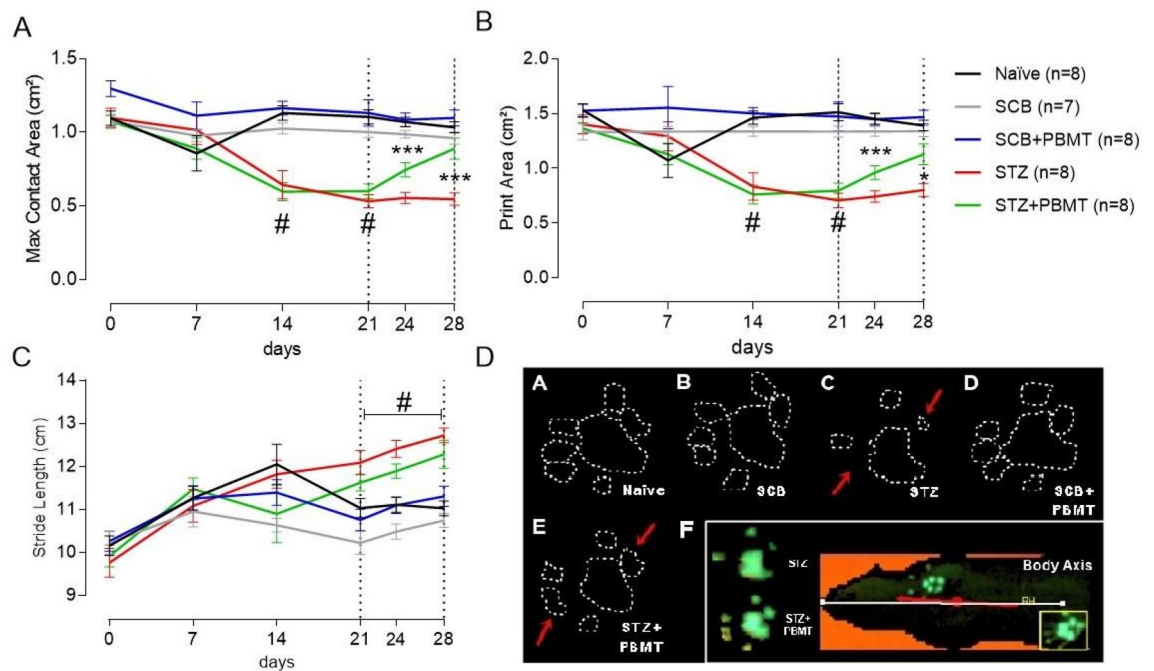 A
Max Contact Area (cm²)
1.5
1.0
0.5
0.0
***
***
#
#
0 7 14 21 24 28
days
B
Print Area (cm²)
2.0
1.5
1.0
0.5
0.0
***
*
#
#
0 7 14 21 24 28
days
Naïve (n=8)
SCB (n=7)
SCB+PBMT (n=8)
STZ (n=8)
STZ+PBMT (n=8)
C
Stride Length (cm)
14
13
12
11
10
9
#
0 7 14 21 24 28
days
D
A
Naïve
B
SCB
C
STZ
D
SCB+
PBMT
E
STZ+
PBMT
F
STZ
STZ+
PBMT
Body Axis
RH